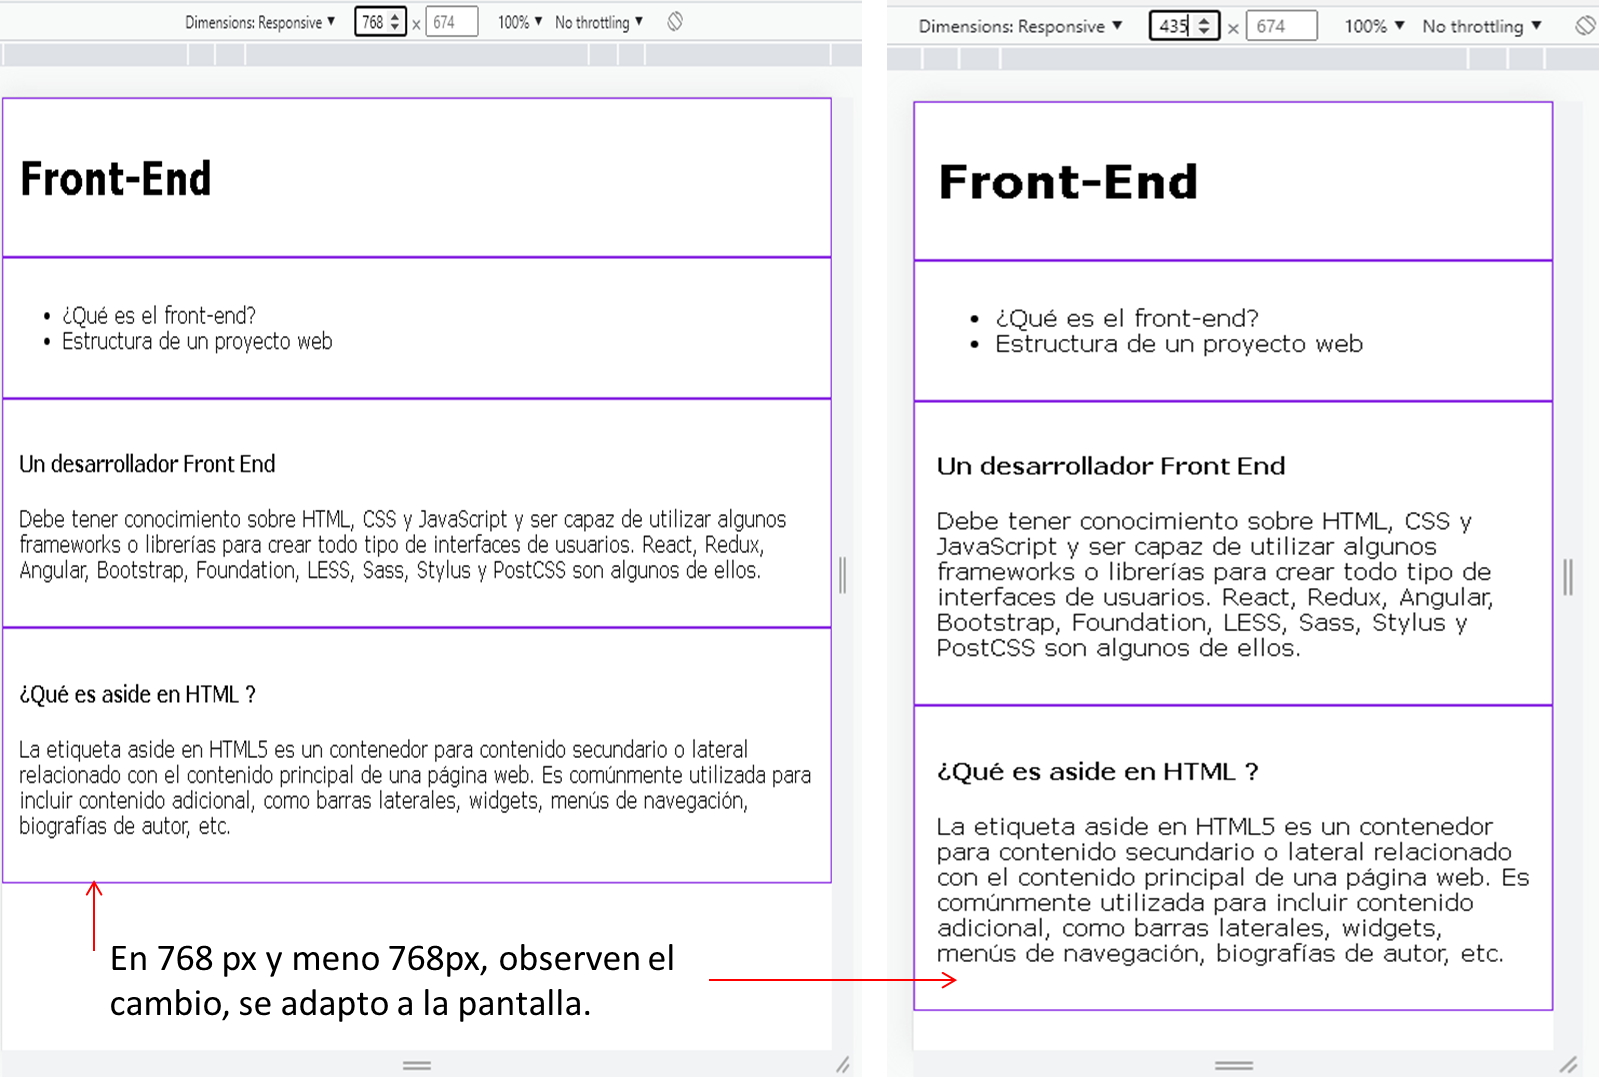 Dimensions: Responsive ▼ 768 × 674 100% ▼ No throttling ▼
Front-End
• ¿Qué es el front-end?
• Estructura de un proyecto web
Un desarrollador Front End
Debe tener conocimiento sobre HTML, CSS y JavaScript y ser capaz de utilizar algunos
frameworks o librerías para crear todo tipo de interfaces de usuarios. React, Redux,
Angular, Bootstrap, Foundation, LESS, Sass, Stylus y PostCSS son algunos de ellos.
¿Qué es aside en HTML ?
La etiqueta aside en HTML5 es un contenedor para contenido secundario o lateral
relacionado con el contenido principal de una página web. Es comúnmente utilizada para
incluir contenido adicional, como barras laterales, widgets, menús de navegación,
biografías de autor, etc.
En 768 px y meno 768px, observen el
cambio, se adapto a la pantalla.
Dimensions: Responsive ▼ 435 × 674 100% ▼ No throttling ▼
Front-End
• ¿Qué es el front-end?
• Estructura de un proyecto web
Un desarrollador Front End
Debe tener conocimiento sobre HTML, CSS y
JavaScript y ser capaz de utilizar algunos
frameworks o librerías para crear todo tipo de
interfaces de usuarios. React, Redux, Angular,
Bootstrap, Foundation, LESS, Sass, Stylus y
PostCSS son algunos de ellos.
¿Qué es aside en HTML ?
La etiqueta aside en HTML5 es un contenedor
para contenido secundario o lateral relacionado
con el contenido principal de una página web. Es
comúnmente utilizada para incluir contenido
adicional, como barras laterales, widgets,
menús de navegación, biografías de autor, etc.